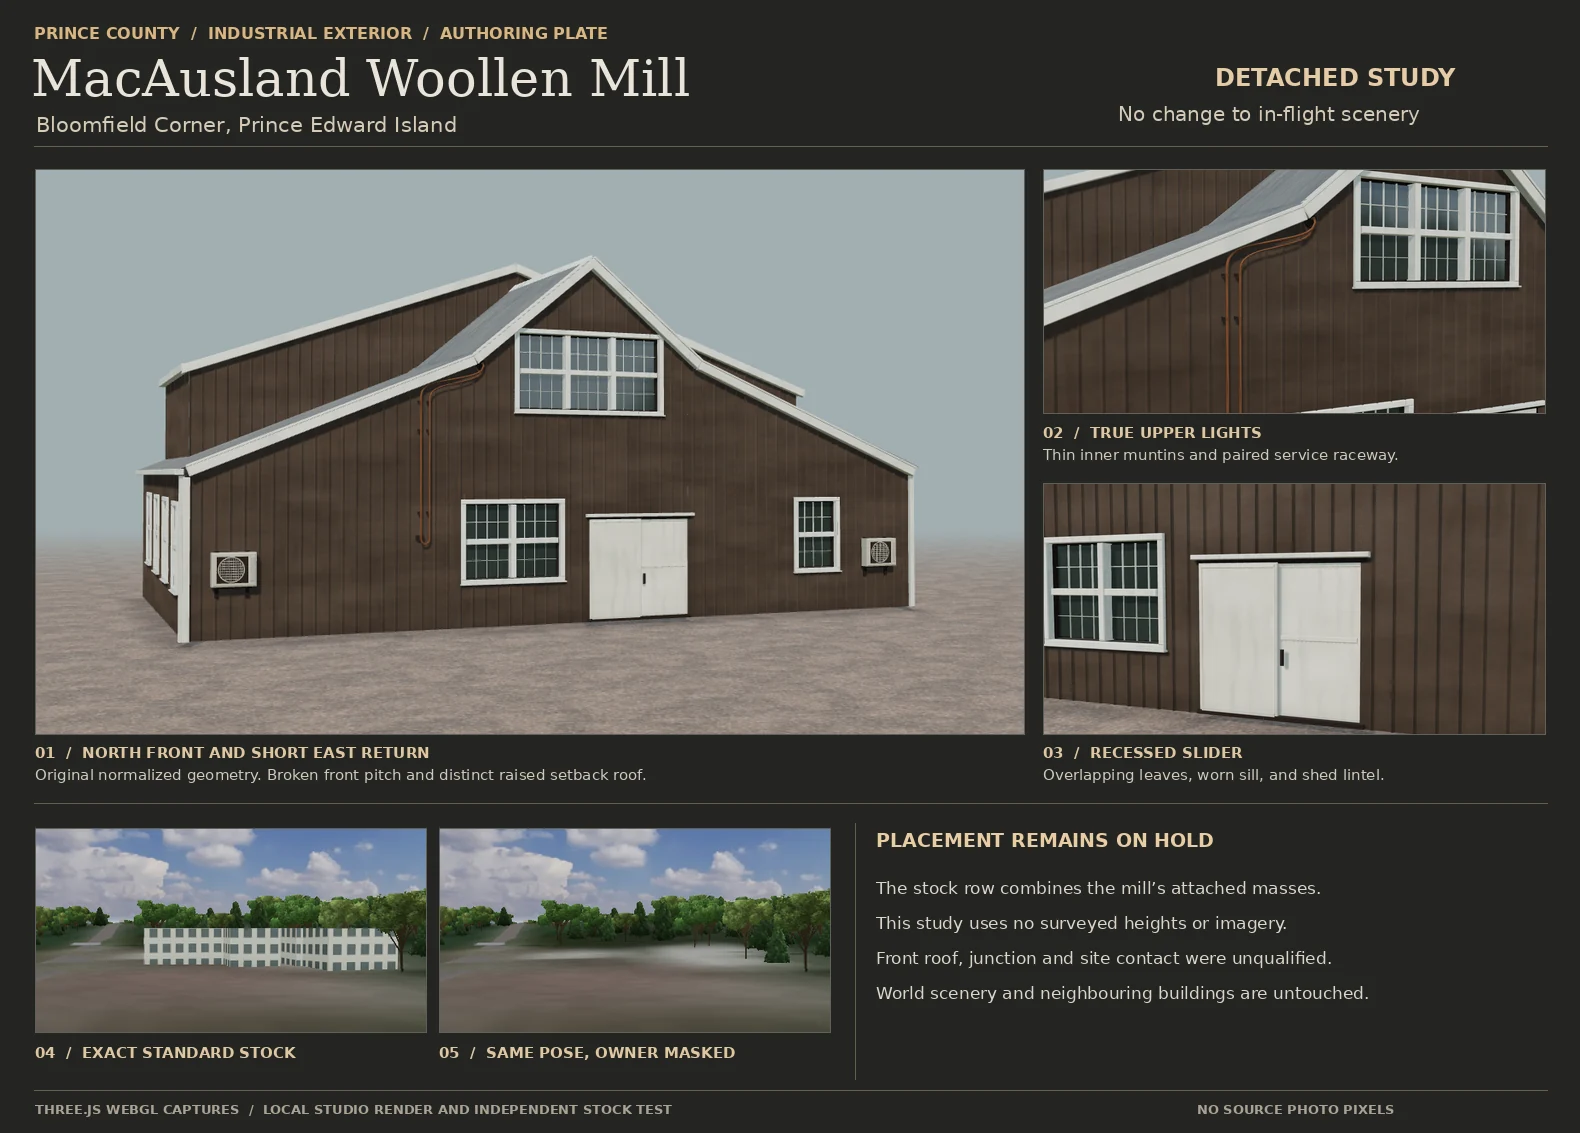 PRINCE COUNTY / INDUSTRIAL EXTERIOR / AUTHORING PLATE
MacAusland Woollen Mill
Bloomfield Corner, Prince Edward Island
DETACHED STUDY
No change to in-flight scenery
01 / NORTH FRONT AND SHORT EAST RETURN
Original normalized geometry. Broken front pitch and distinct raised setback roof.
02 / TRUE UPPER LIGHTS
Thin inner muntins and paired service raceway.
03 / RECESSED SLIDER
Overlapping leaves, worn sill, and shed lintel.
04 / EXACT STANDARD STOCK
05 / SAME POSE, OWNER MASKED
PLACEMENT REMAINS ON HOLD
The stock row combines the mill’s attached masses.
This study uses no surveyed heights or imagery.
Front roof, junction and site contact were unqualified.
World scenery and neighbouring buildings are untouched.
THREE.JS WEBGL CAPTURES / LOCAL STUDIO RENDER AND INDEPENDENT STOCK TEST
NO SOURCE PHOTO PIXELS